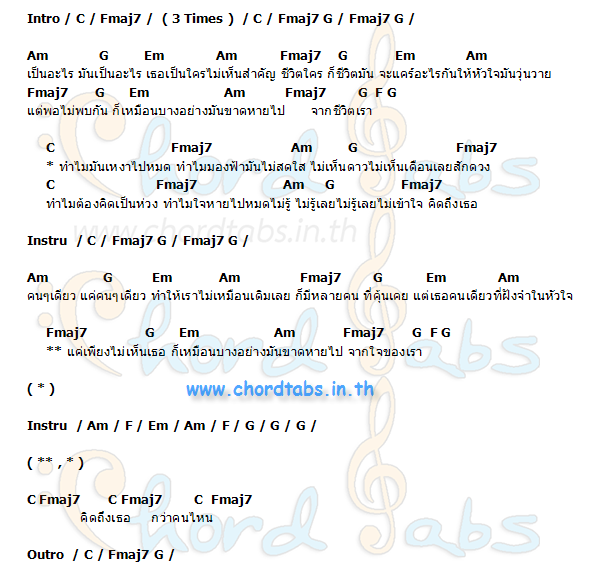 Intro / C / Fmaj7 / ( 3 Times ) / C / Fmaj7 G / Fmaj7 G /
Am G Em Am Fmaj7 G Em Am
เป็นอะไร มันเป็นอะไร เธอเป็นใครไม่เห็นสำคัญ ชีวิตใคร ก็ชีวิตมัน จะแคร์อะไรกันให้หัวใจมันวุ่นวาย
Fmaj7 G Em Am Fmaj7 G F G
แต่พอไม่พบกัน ก็เหมือนบางอย่างมันขาดหายไป จากชีวิตเรา
C Fmaj7 Am G Fmaj7
* ทำไมมันเหงาไปหมด ทำไมมองฟ้ามันไม่สดใส ไม่เห็นดาวไม่เห็นเดือนเลยสักดวง
C Fmaj7 Am G Fmaj7
ทำไมต้องคิดเป็นห่วง ทำไมใจหายไปหมดไม่รู้ ไม่รู้เลยไม่รู้เลยไม่เข้าใจ คิดถึงเธอ
www.chordtabs.in.th
Instru / C / Fmaj7 G / Fmaj7 G /
Am G Em Am Fmaj7 G Em Am
คนๆเดียว แค่คนๆเดียว ทำให้เราไม่เหมือนเดิมเลย ก็มีหลายคน ที่คุ้นเคย แต่เธอคนเดียวที่ฝังจำในหัวใจ
Fmaj7 G Em Am Fmaj7 G F G
** แค่เพียงไม่เห็นเธอ ก็เหมือนบางอย่างมันขาดหายไป จากใจของเรา
( * ) www.chordtabs.in.th
Instru / Am / F / Em / Am / F / G / G / G /
( ** , * )
C Fmaj7 C Fmaj7 C Fmaj7
คิดถึงเธอ กว่าคนไหน
Outro / C / Fmaj7 G /